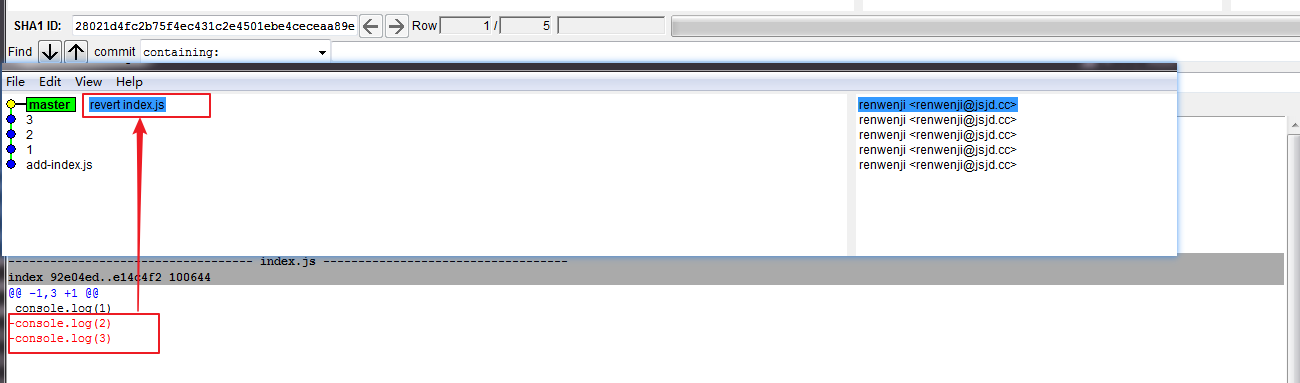 SHA1 ID: 28021d4fc2b75f4ec431c2e4501ebe4ceceaa89e Row 1 / 5
Find commit containing:
File Edit View Help
master revert index.js renwenji <renwenji@jsjd.cc>
3 renwenji <renwenji@jsjd.cc>
2 renwenji <renwenji@jsjd.cc>
1 renwenji <renwenji@jsjd.cc>
add-index.js renwenji <renwenji@jsjd.cc>
----------------------------------- index.js -----------------------------------
index 92e04ed..e14c4f2 100644
@@ -1,3 +1 @@
console.log(1)
-console.log(2)
-console.log(3)